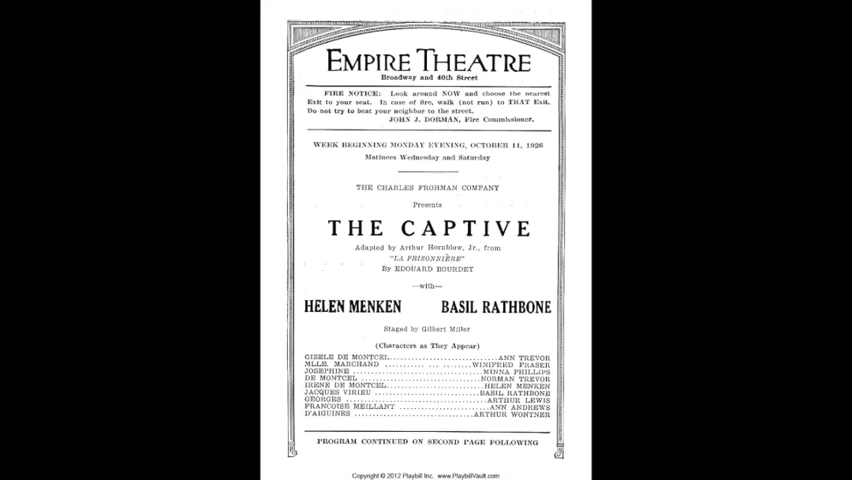 EMPIRE THEATRE
Broadway and 40th Street
FIRE NOTICE: Look around NOW and choose the nearest
Exit to your seat. In case of fire, walk (not run) to THAT Exit.
Do not try to beat your neighbor to the street.
JOHN J. DORMAN, Fire Commissioner.
WEEK BEGINNING MONDAY EVENING, OCTOBER 11, 1926
Matinees Wednesday and Saturday
THE CHARLES FROHMAN COMPANY
Presents
THE CAPTIVE
Adapted by Arthur Hornblow, Jr., from
"LA PRISONNIÈRE"
By EDOUARD BOURDET
—with—
HELEN MENKEN BASIL RATHBONE
Staged by Gilbert Miller
(Characters as They Appear)
GISELE DE MONTCEL..............................ANN TREVOR
MLLE. MARCHAND ..........................WINIFRED FRASER
JOSEPHINE ....................................MINNA PHILLIPS
DE MONTCEL ..................................NORMAN TREVOR
IRENE DE MONTCEL..........................HELEN MENKEN
JACQUES VIRIEU ..............................BASIL RATHBONE
GEORGES ......................................ARTHUR LEWIS
FRANCOISE MEILLANT ........................ANN ANDREWS
D'AIGUINES ..................................ARTHUR WONTNER
PROGRAM CONTINUED ON SECOND PAGE FOLLOWING
Copyright © 2012 Playbill Inc. www.PlaybillVault.com